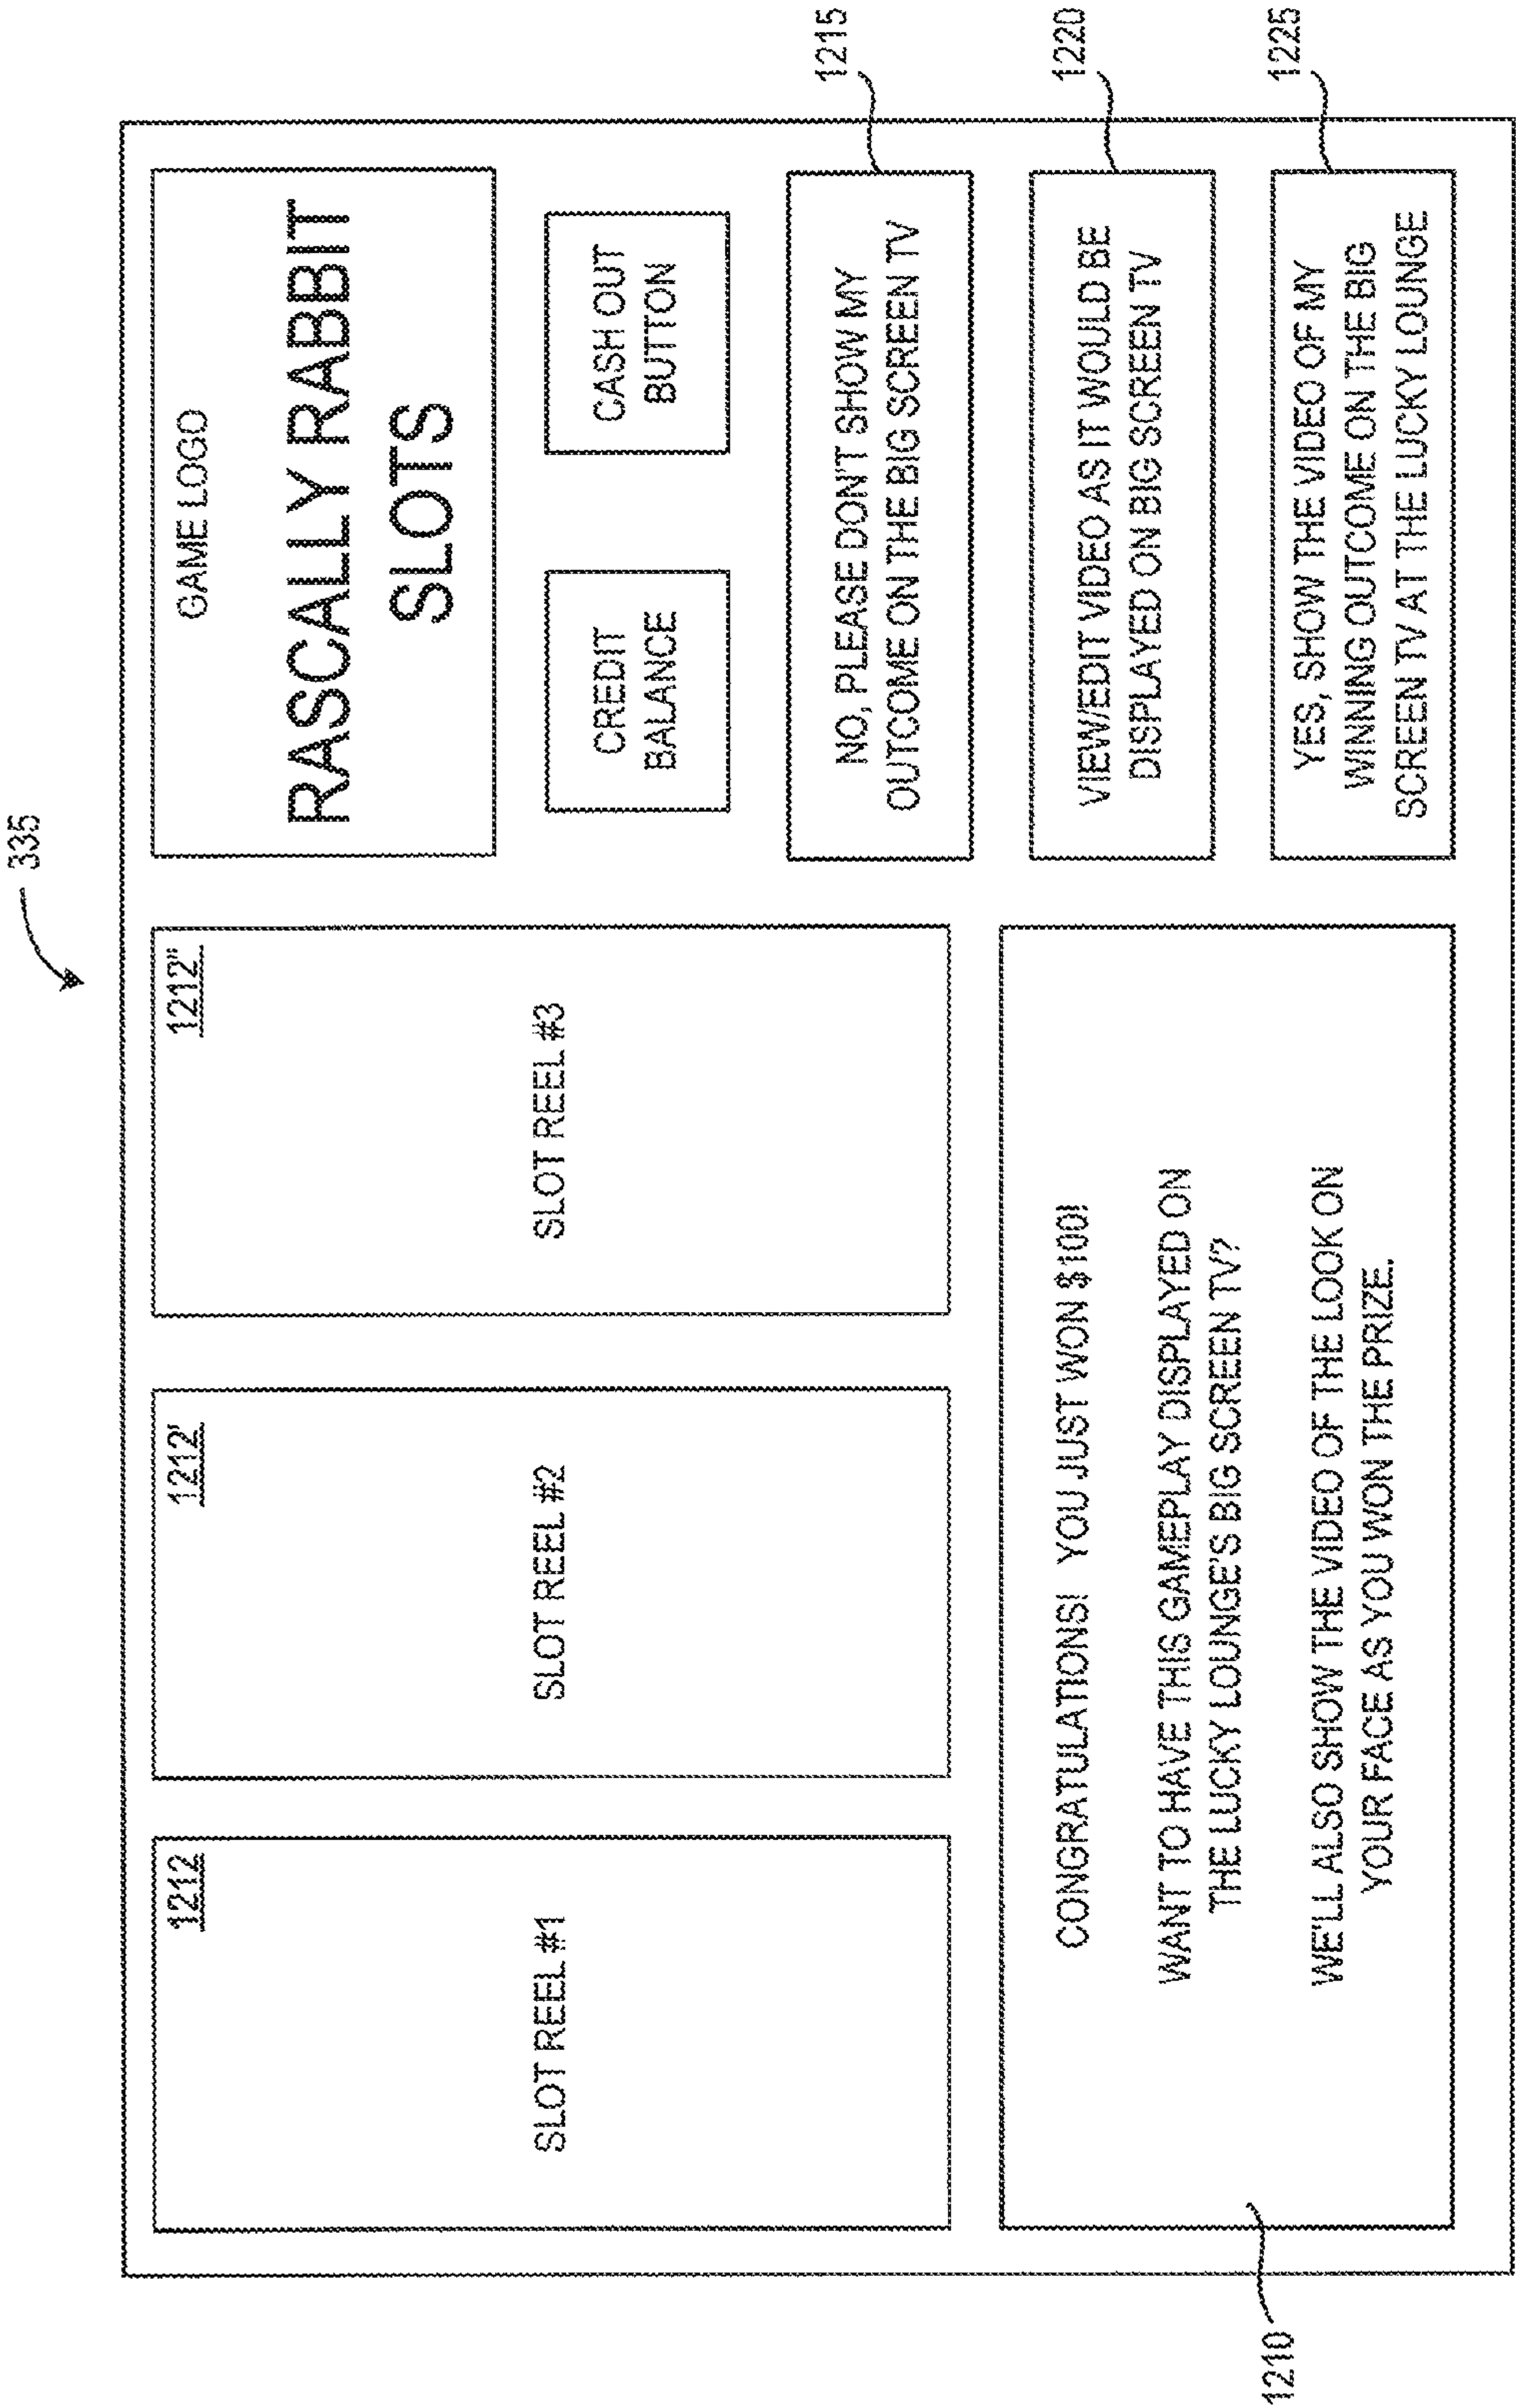 335
1212
SLOT REEL #1
1212'
SLOT REEL #2
1212"
SLOT REEL #3
GAME LOGO
RASCALLY RABBIT
SLOTS
CREDIT
BALANCE
CASH OUT
BUTTON
NO, PLEASE DON'T SHOW MY
OUTCOME ON THE BIG SCREEN TV
1215
VIEW/EDIT VIDEO AS IT WOULD BE
DISPLAYED ON BIG SCREEN TV
1220
YES, SHOW THE VIDEO OF MY
WINNING OUTCOME ON THE BIG
SCREEN TV AT THE LUCKY LOUNGE
1225
CONGRATULATIONS! YOU JUST WON $100!
WANT TO HAVE THIS GAMEPLAY DISPLAYED ON
THE LUCKY LOUNGE'S BIG SCREEN TV?
WE'LL ALSO SHOW THE VIDEO OF THE LOOK ON
YOUR FACE AS YOU WON THE PRIZE.
1210